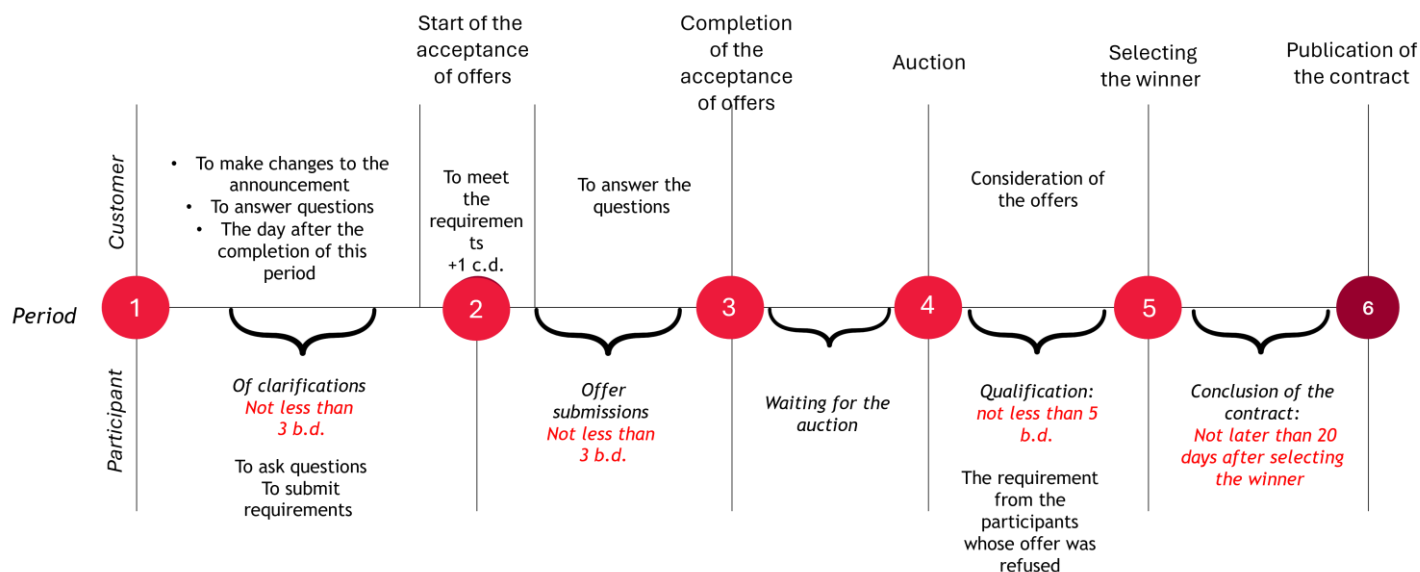 Start of the
acceptance
of offers
Completion
of the
acceptance
of offers
Auction
Selecting
the winner
Publication of
the contract
Customer
• To make changes to the
announcement
• To answer questions
• The day after the
completion of this
period
To meet
the
requiremen
ts
+1 c.d.
To answer the
questions
Consideration of
the offers
Period
1
2
3
4
5
6
Participant
Of clarifications
Not less than
3 b.d.
To ask questions
To submit
requirements
Offer
submissions
Not less than
3 b.d.
Waiting for the
auction
Qualification:
not less than 5
b.d.
The requirement
from the
participants
whose offer was
refused
Conclusion of the
contract:
Not later than 20
days after selecting
the winner